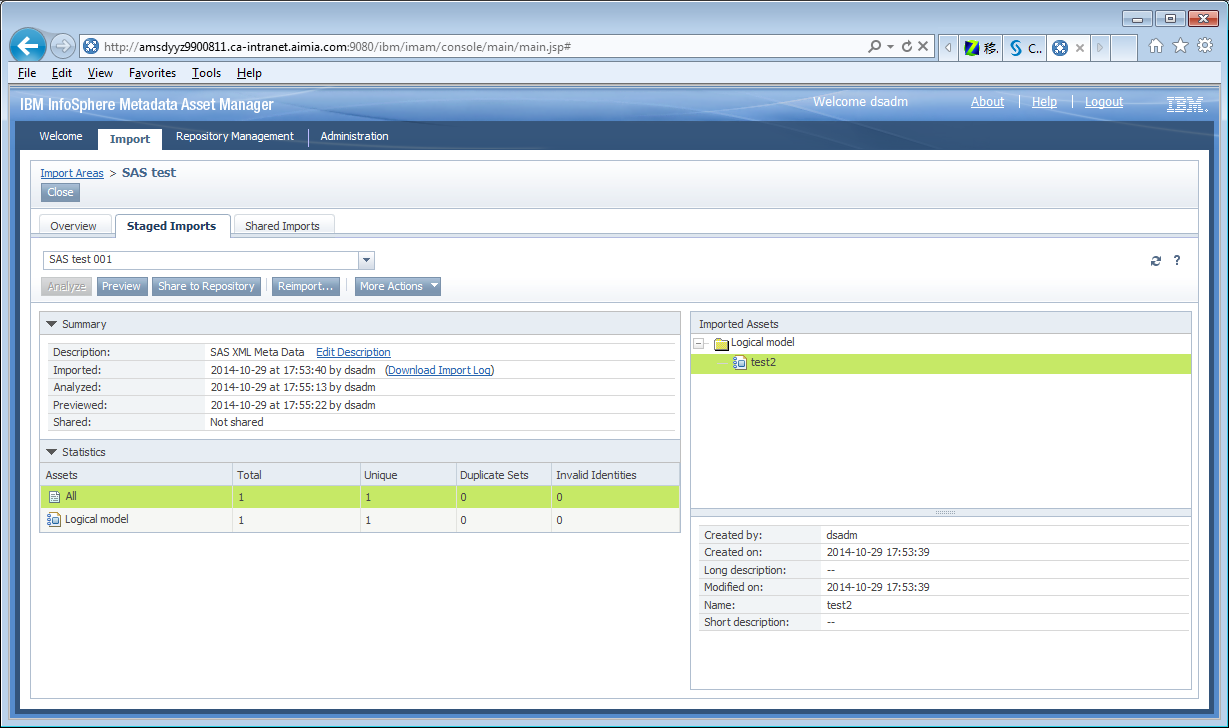 http://amsdyyz9900811.ca-intranet.aimia.com:9080/ibm/imam/console/main/main.jsp#
移.
C..
File Edit View Favorites Tools Help
IBM InfoSphere Metadata Asset Manager
Welcome dsadm
About Help Logout
IBM.
Welcome Import Repository Management Administration
Import Areas > SAS test
Close
Overview Staged Imports Shared Imports
SAS test 001
?
Analyze Preview Share to Repository Reimport... More Actions
Summary
Description: SAS XML Meta Data Edit Description
Imported: 2014-10-29 at 17:53:40 by dsadm (Download Import Log)
Analyzed: 2014-10-29 at 17:55:13 by dsadm
Previewed: 2014-10-29 at 17:55:22 by dsadm
Shared: Not shared
Statistics
Assets Total Unique Duplicate Sets Invalid Identities
All 1 1 0 0
Logical model 1 1 0 0
Imported Assets
Logical model
test2
Created by: dsadm
Created on: 2014-10-29 17:53:39
Long description: --
Modified on: 2014-10-29 17:53:39
Name: test2
Short description: --